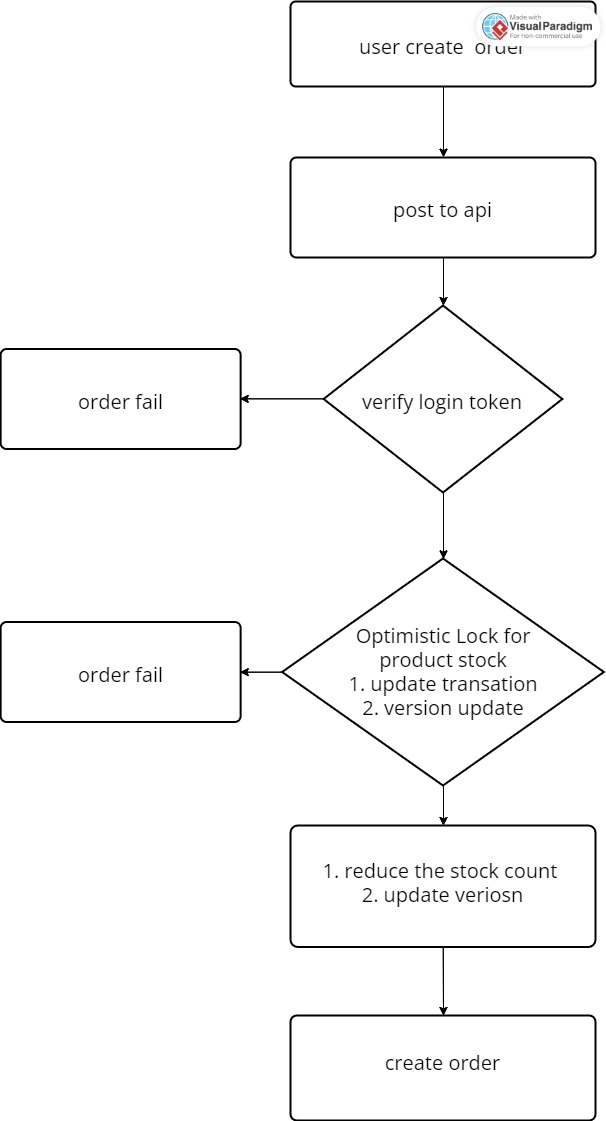 Made with
Visual Paradigm
For non-commercial use
user create order
post to api
verify login token
order fail
Optimistic Lock for
product stock
1. update transation
2. version update
order fail
1. reduce the stock count
2. update veriosn
create order